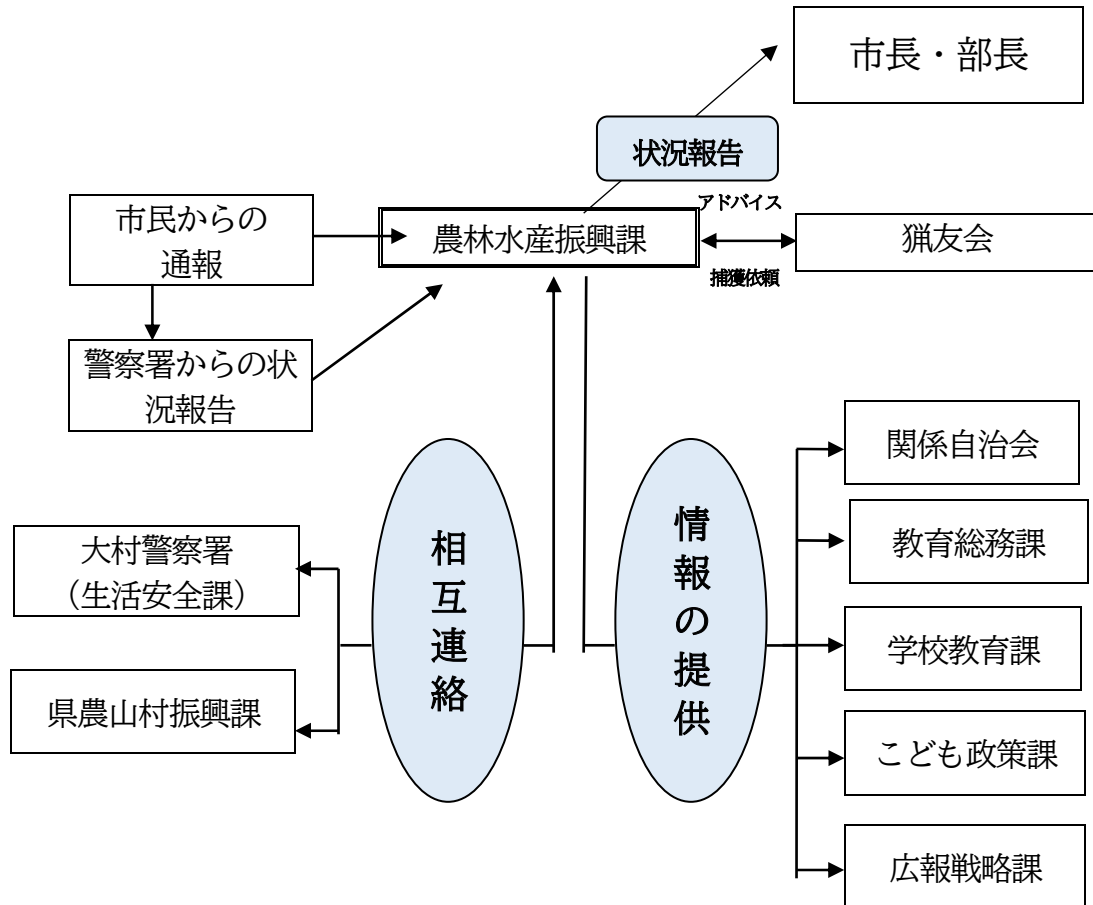 市長・部長
状況報告
市民からの
通報
農林水産振興課
アドバイス
捕獲依頼
猟友会
警察署からの状
況報告
相互連絡
情報の提供
大村警察署
（生活安全課）
県農山村振興課
関係自治会
教育総務課
学校教育課
こども政策課
広報戦略課